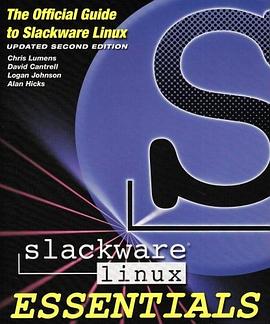 The Official Guide
to Slackware Linux
UPDATED SECOND EDITION
Chris Lumens
David Cantrell
Logan Johnson
Alan Hicks
S
slackware®
linux
ESSENTIALS